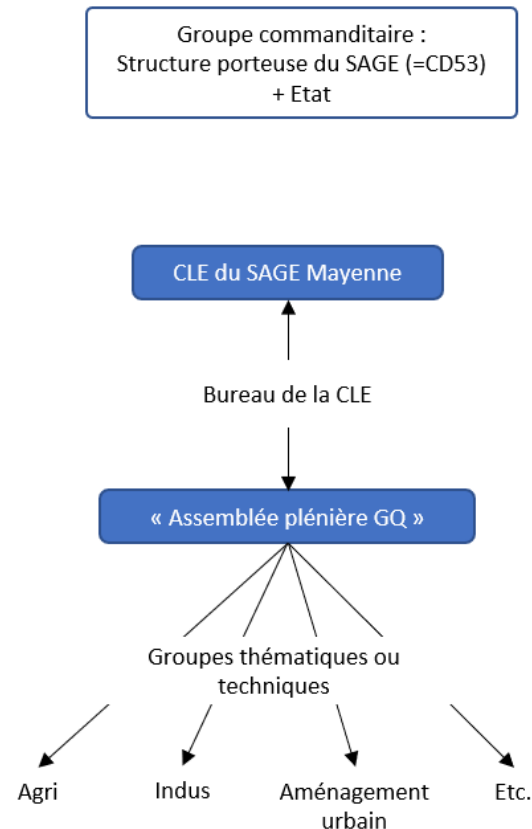 Groupe commanditaire :
Structure porteuse du SAGE (=CD53)
+ Etat
CLE du SAGE Mayenne
Bureau de la CLE
« Assemblée plénière GQ »
Groupes thématiques ou
techniques
Agri
Indus
Aménagement
urbain
Etc.